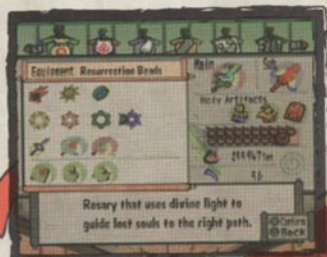 Equipment Resurrection Beads
Main
Sub
Holy Artifacts
Rosary that uses divine light to
guide lost souls to the right path.
Confirm
Back